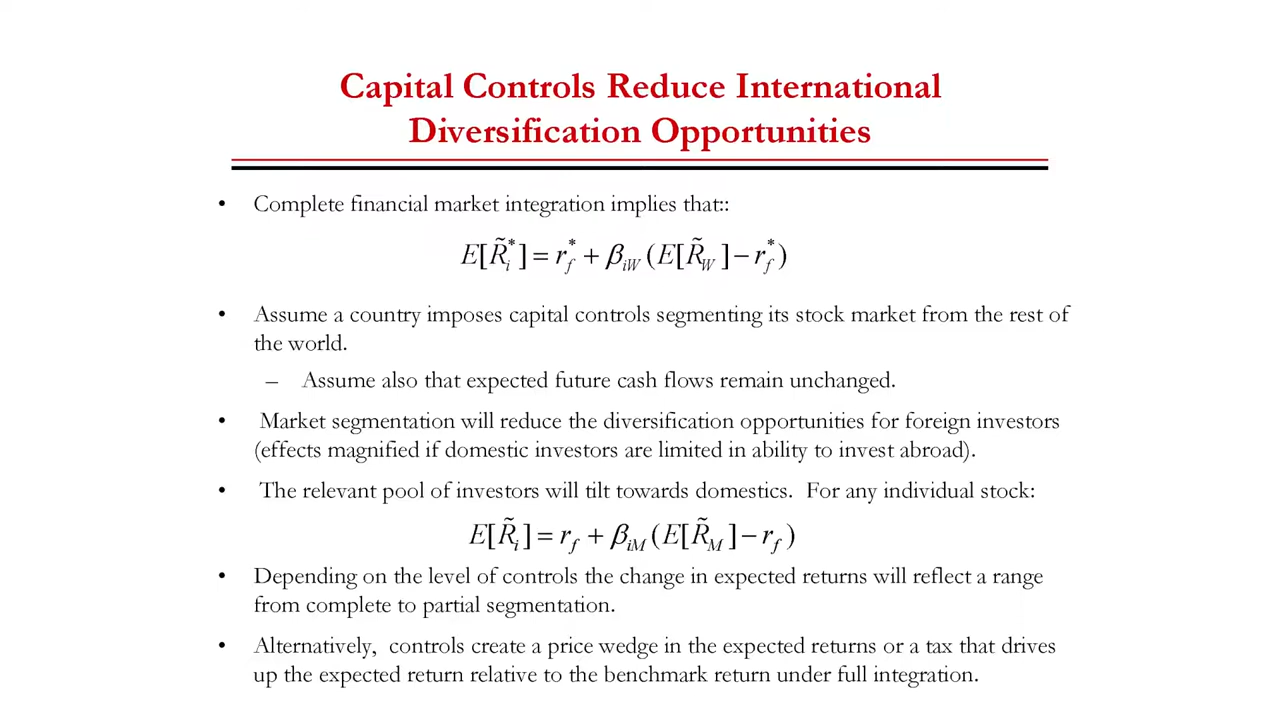 Capital Controls Reduce International
Diversification Opportunities
• Complete financial market integration implies that::
E[R̃*ᵢ] = r*_f + β_iW (E[R̃_W] − r*_f)
• Assume a country imposes capital controls segmenting its stock market from the rest of
the world.
– Assume also that expected future cash flows remain unchanged.
• Market segmentation will reduce the diversification opportunities for foreign investors
(effects magnified if domestic investors are limited in ability to invest abroad).
• The relevant pool of investors will tilt towards domestics. For any individual stock:
E[R̃ᵢ] = r_f + β_iM (E[R̃_M] − r_f)
• Depending on the level of controls the change in expected returns will reflect a range
from complete to partial segmentation.
• Alternatively, controls create a price wedge in the expected returns or a tax that drives
up the expected return relative to the benchmark return under full integration.